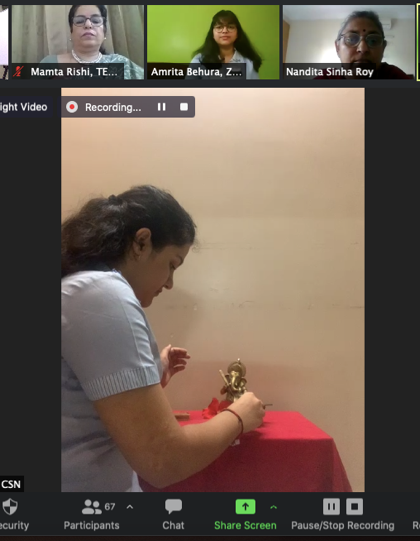 Mamta Rishi, TE...
Amrita Behura, Z...
Nandita Sinha Roy
ight Video
Recording...
CSN
ecurity
67
Participants
Chat
Share Screen
Pause/Stop Recording
R